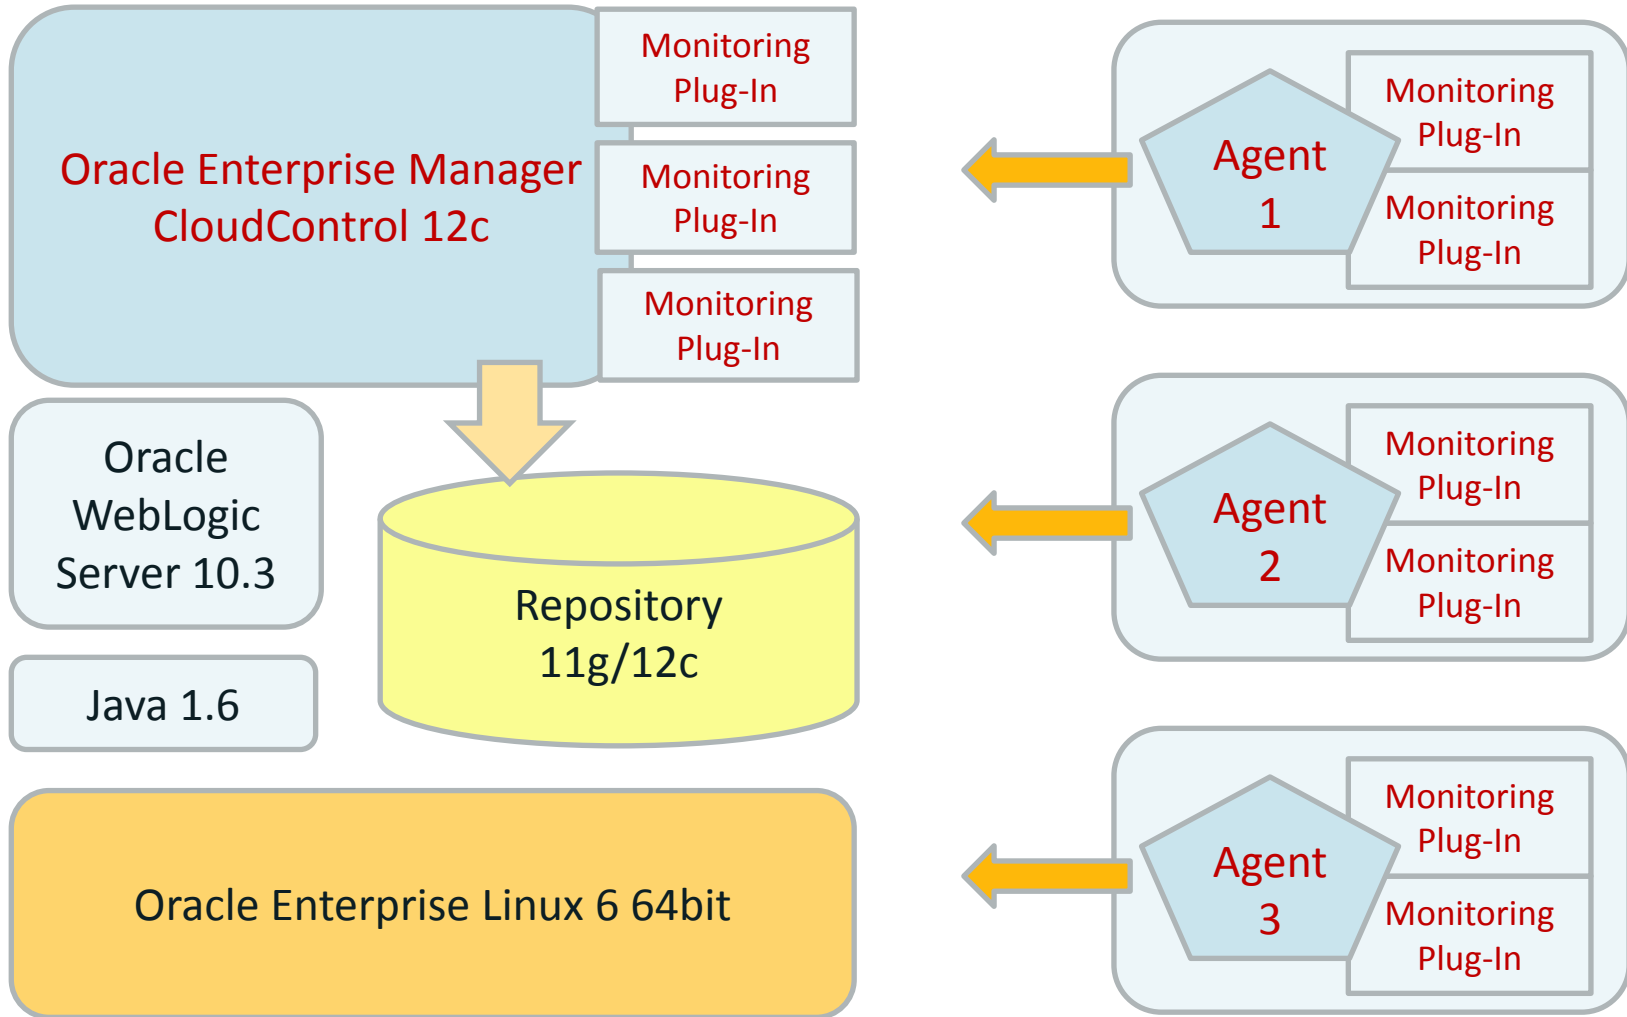 Oracle Enterprise Manager
CloudControl 12c
Monitoring
Plug-In
Monitoring
Plug-In
Monitoring
Plug-In
Oracle
WebLogic
Server 10.3
Java 1.6
Repository
11g/12c
Oracle Enterprise Linux 6 64bit
Agent
1
Monitoring
Plug-In
Monitoring
Plug-In
Agent
2
Monitoring
Plug-In
Monitoring
Plug-In
Agent
3
Monitoring
Plug-In
Monitoring
Plug-In